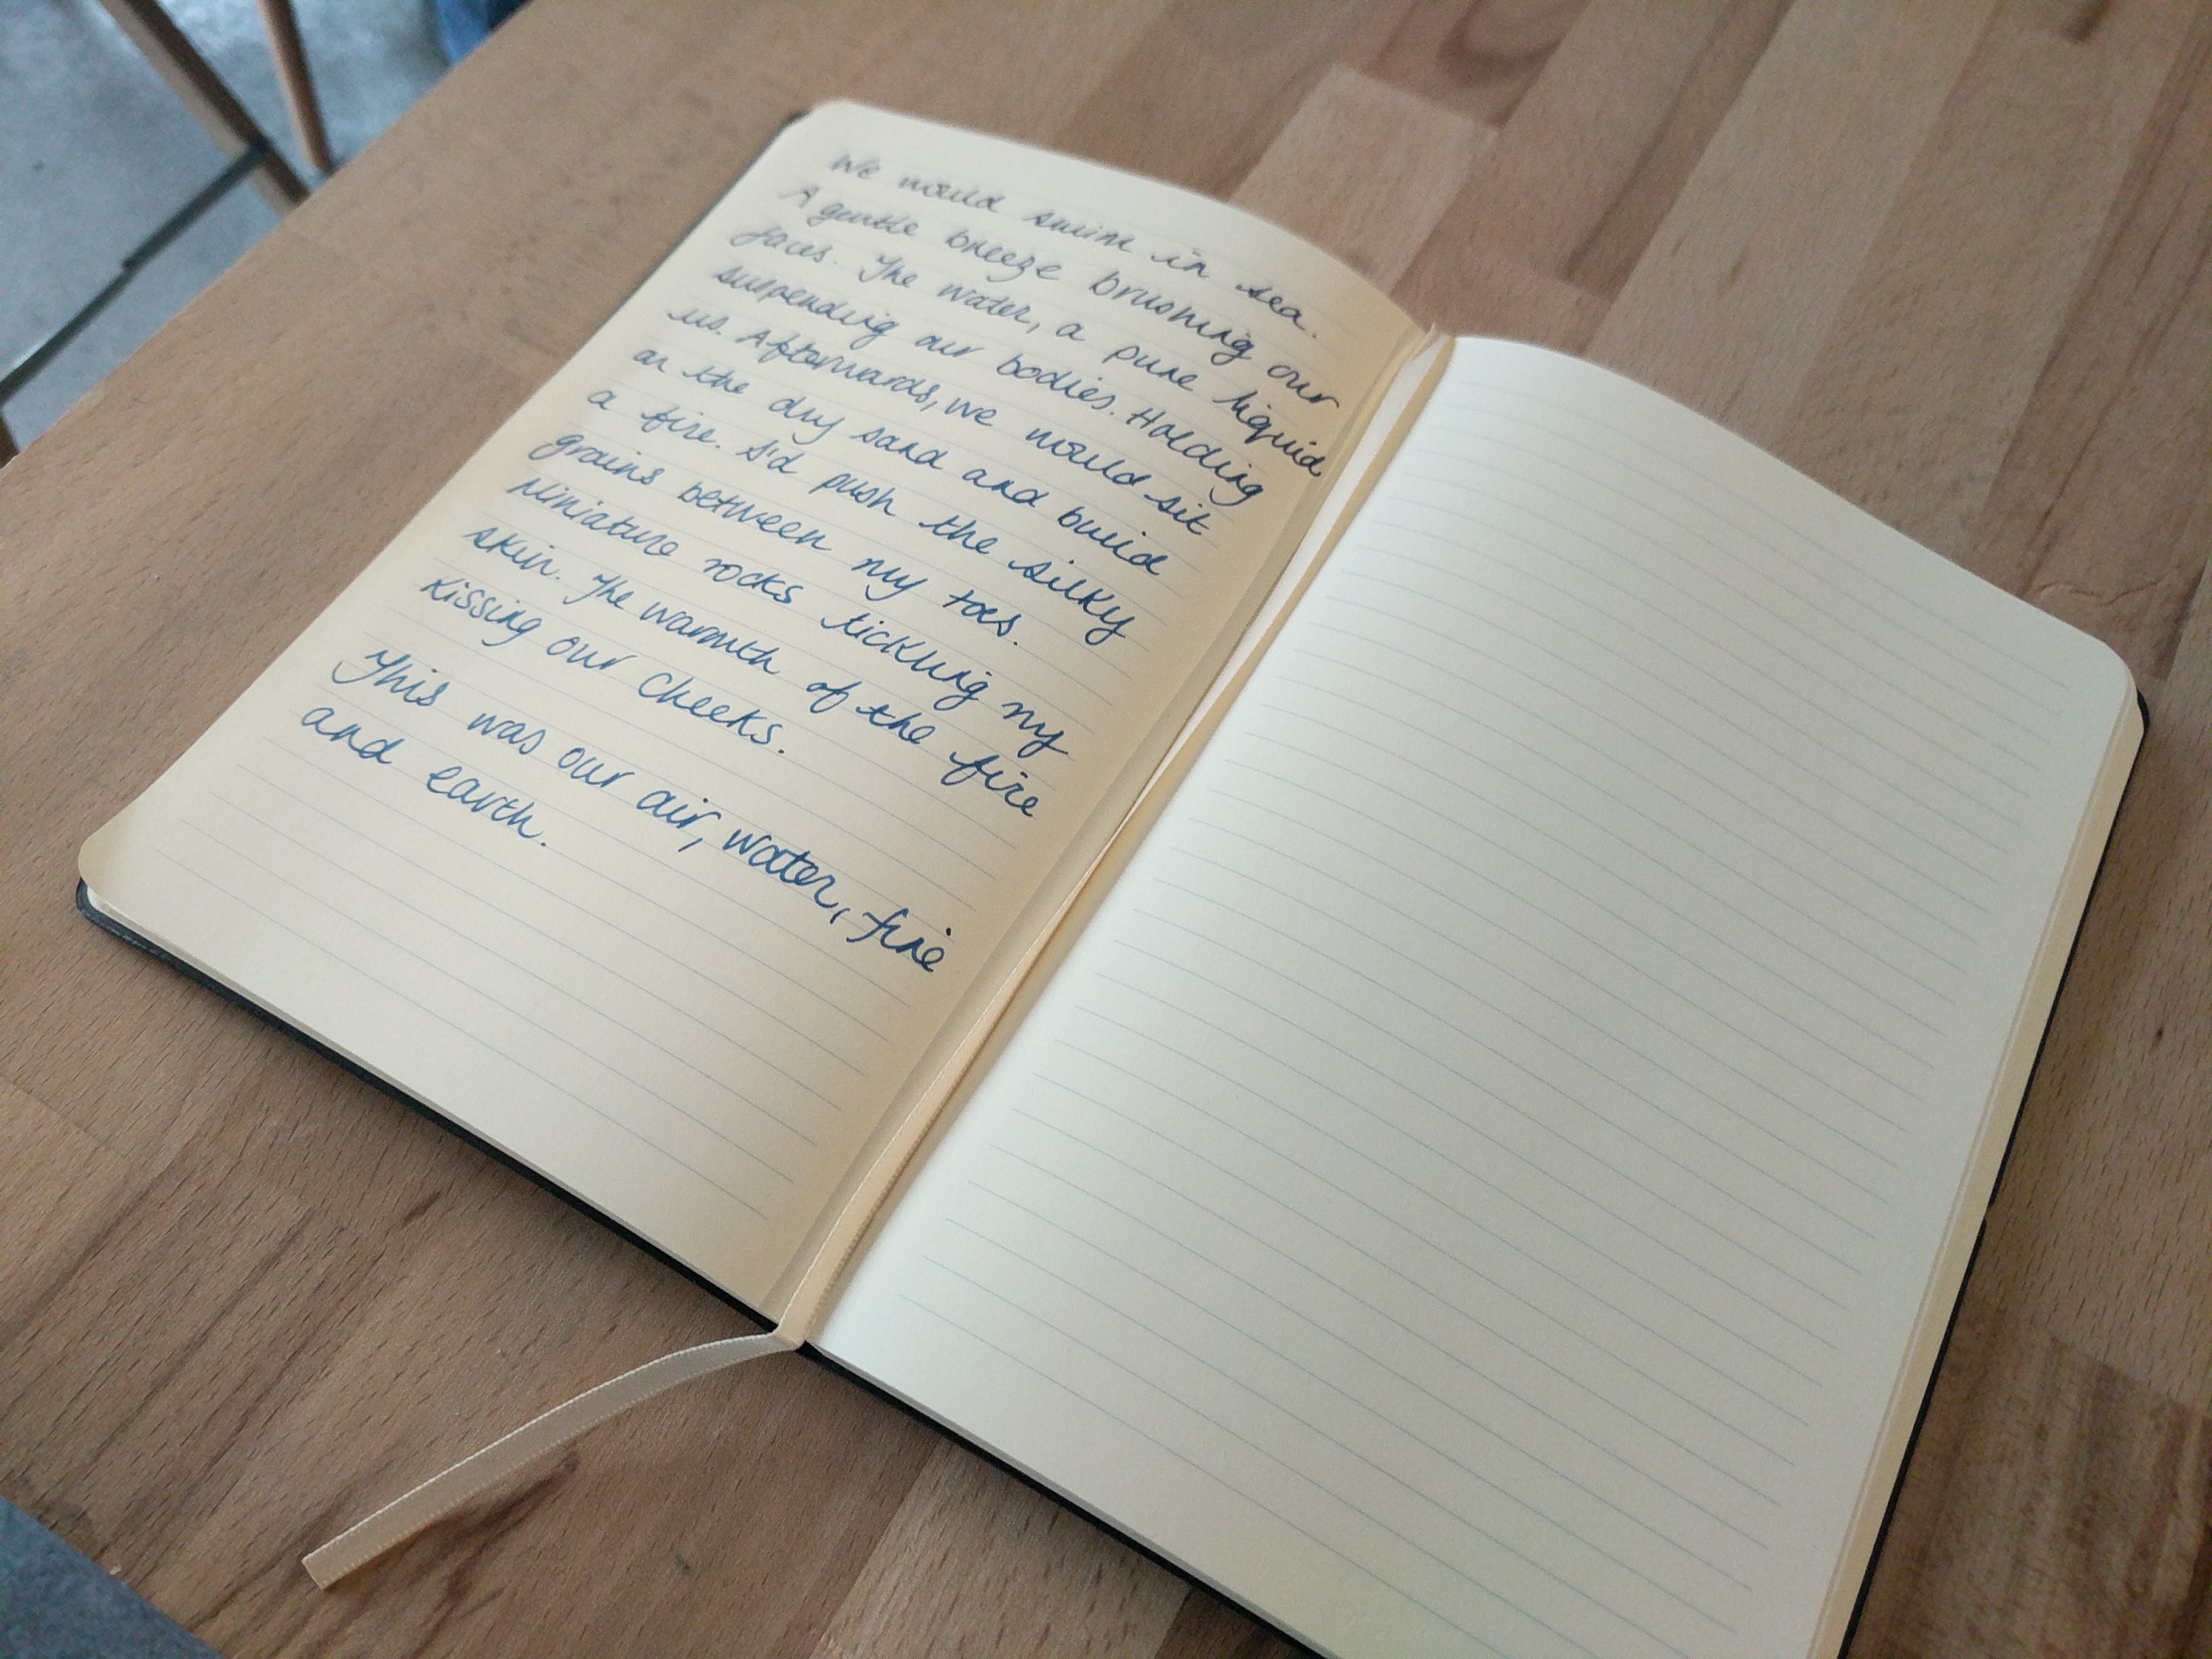 We would swim in sea.
A gentle breeze brushing our
faces. The water, a pure liquid
suspending our bodies. Holding
us. Afterwards, we would sit
on the dry sand and build
a fire. I'd push the silky
grains between my toes.
Miniature rocks tickling my
skin. The warmth of the fire
kissing our cheeks.
This was our air, water, fire
and earth.